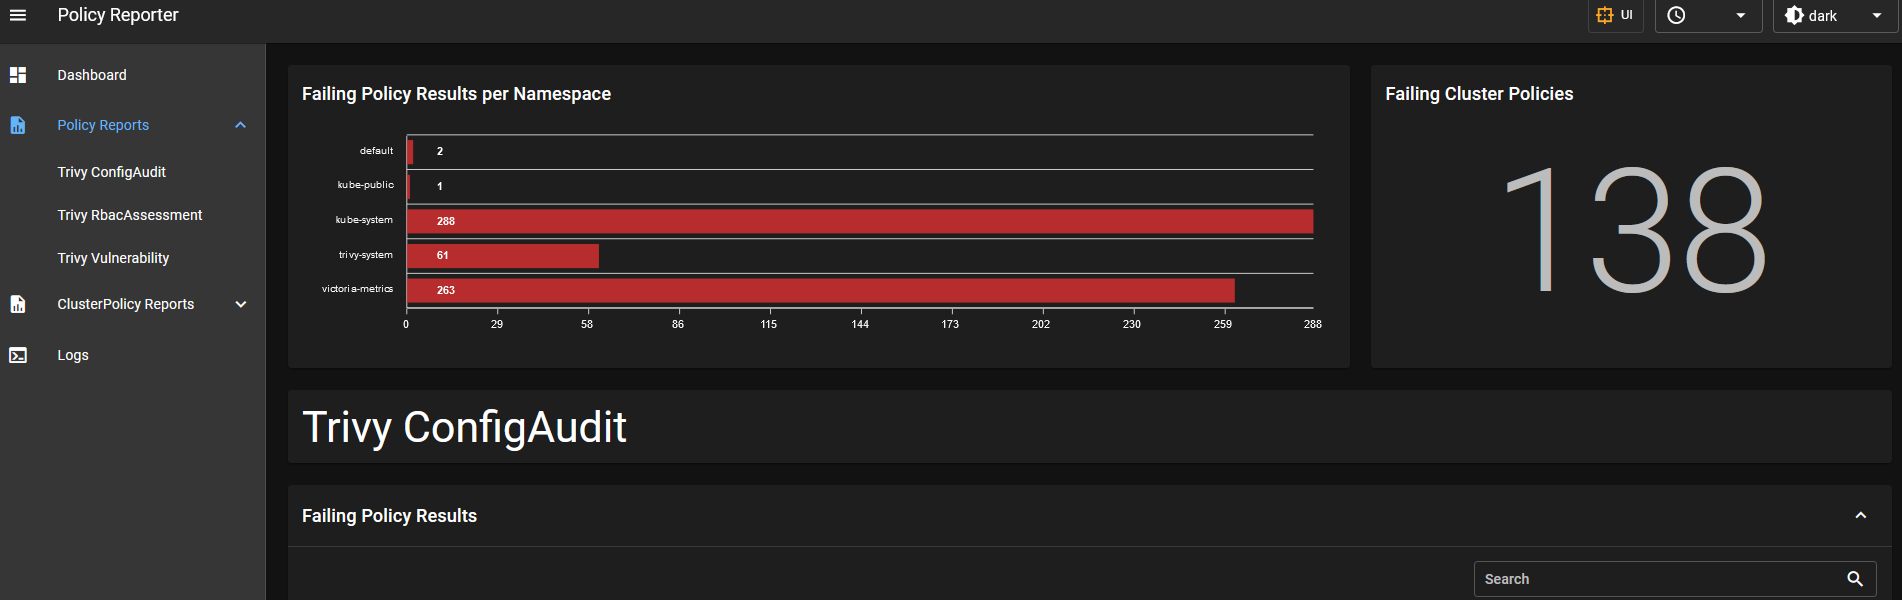 Policy Reporter
UI
dark
Dashboard
Policy Reports
Trivy ConfigAudit
Trivy RbacAssessment
Trivy Vulnerability
ClusterPolicy Reports
Logs
Failing Policy Results per Namespace
default 2
kube-public 1
kube-system 288
trivy-system 61
victoria-metrics 263
0 29 58 86 115 144 173 202 230 259 288
Failing Cluster Policies
138
Trivy ConfigAudit
Failing Policy Results
Search